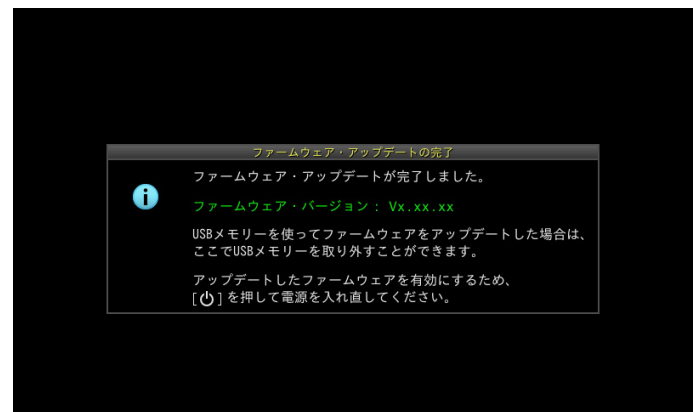 ファームウェア・アップデートの完了
ファームウェア・アップデートが完了しました。
ファームウェア・バージョン： Vx.xx.xx
USBメモリーを使ってファームウェアをアップデートした場合は、
ここでUSBメモリーを取り外すことができます。
アップデートしたファームウェアを有効にするため、
[⏻]を押して電源を入れ直してください。